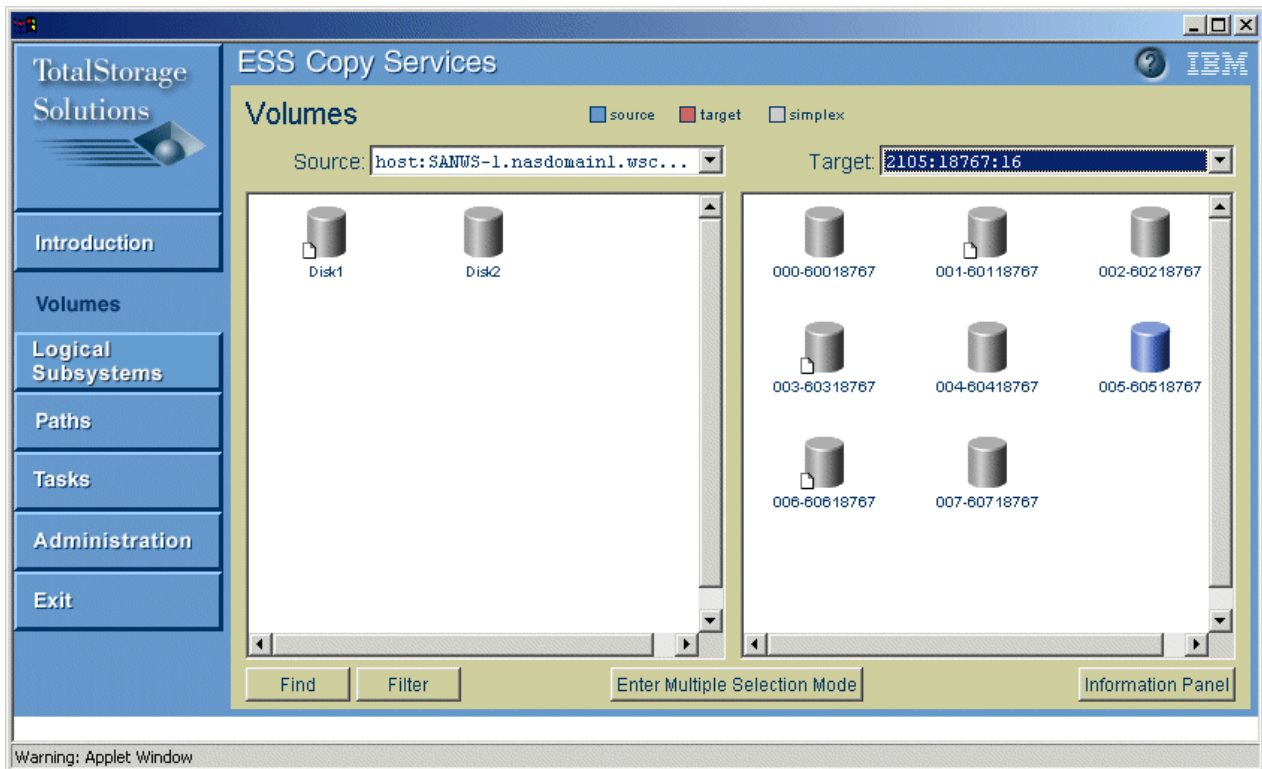 TotalStorage
Solutions
ESS Copy Services
?
IBM
Volumes
source
target
simplex
Source:
host:SANWS-1.nasdomain1.wsc...
Target:
2105:18767:16
Introduction
Volumes
Logical
Subsystems
Paths
Tasks
Administration
Exit
Disk1
Disk2
000-60018767
001-60118767
002-60218767
003-60318767
004-60418767
005-60518767
006-60618767
007-60718767
Find
Filter
Enter Multiple Selection Mode
Information Panel
Warning: Applet Window